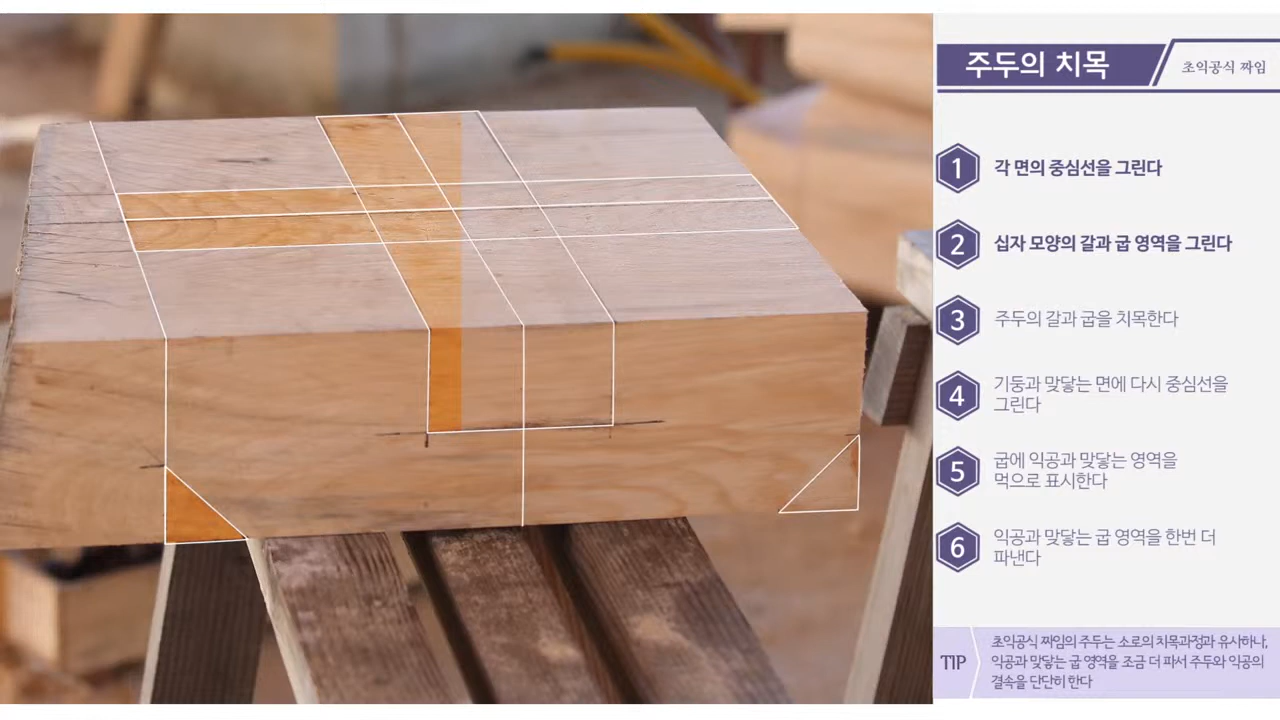 주두의 치목
초익공식 짜임
1 각 면의 중심선을 그린다
2 십자 모양의 갈과 굽 영역을 그린다
3 주두의 갈과 굽을 치목한다
4 기둥과 맞닿는 면에 다시 중심선을
그린다
5 굽에 익공과 맞닿는 영역을
먹으로 표시한다
6 익공과 맞닿는 굽 영역을 한번 더
파낸다
TIP
초익공식 짜임의 주두는 소로의 치목과정과 유사하나,
익공과 맞닿는 굽 영역을 조금 더 파서 주두와 익공의
결속을 단단히 한다